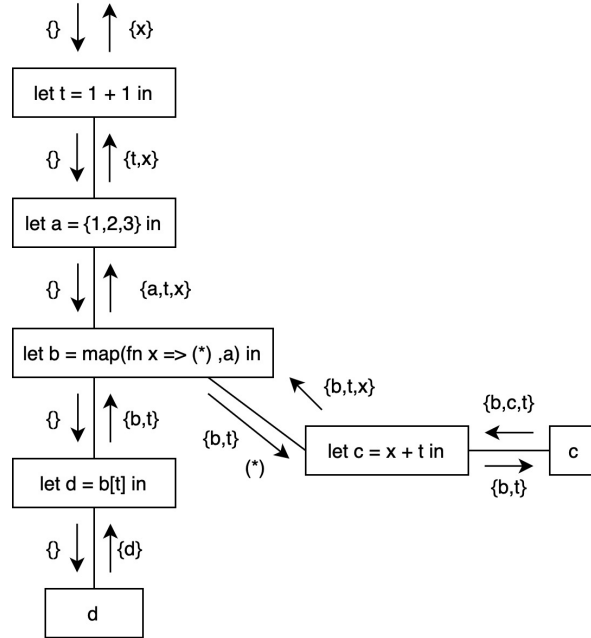 {} {x}
let t = 1 + 1 in
{} {t,x}
let a = {1,2,3} in
{} {a,t,x}
let b = map(fn x => (*) ,a) in
{} {b,t}
{b,t}
(*)
{b,t,x}
let c = x + t in
{b,c,t}
{b,t}
c
let d = b[t] in
{} {d}
d